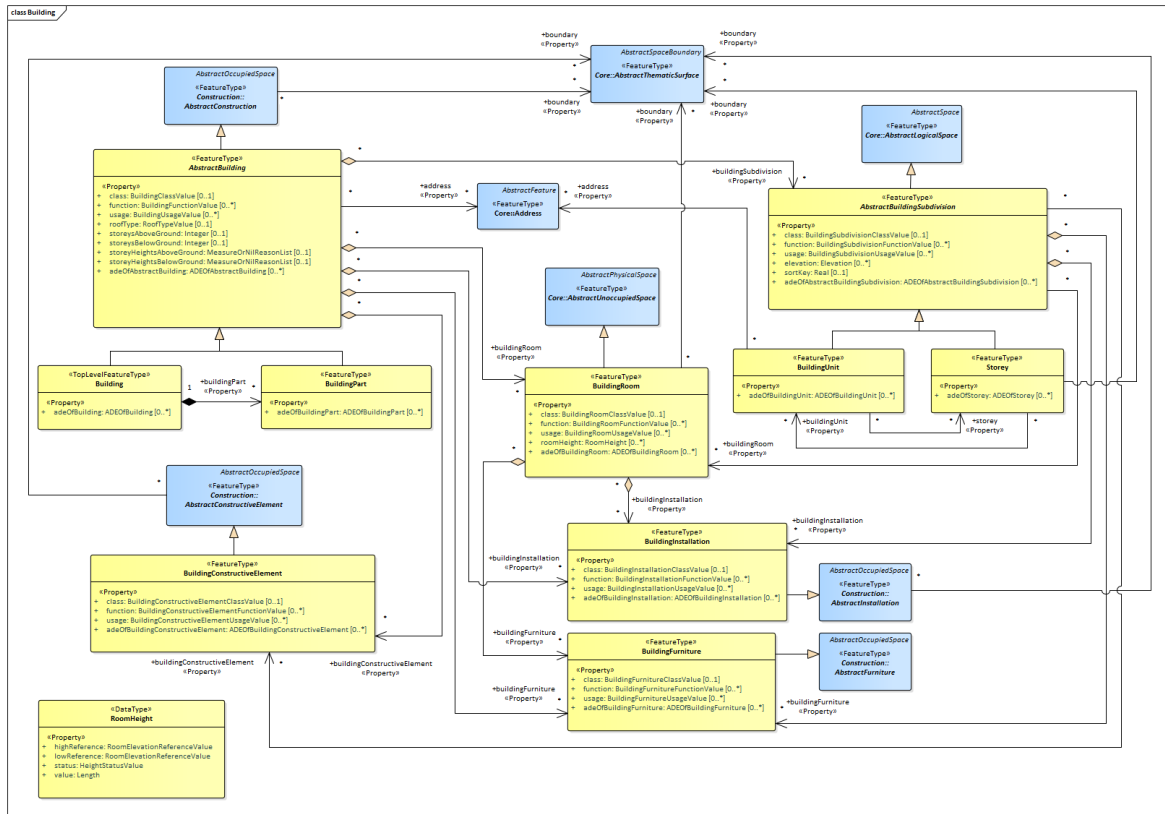 class Building
+boundary
«Property»
*
AbstractSpaceBoundary
«FeatureType»
Core::AbstractThematicSurface
+boundary
«Property»
*
AbstractOccupiedSpace
«FeatureType»
Construction::
AbstractConstruction
*
*
+boundary
«Property»
+boundary
«Property»
*
*
+boundary
«Property»
AbstractSpace
«FeatureType»
Core::AbstractLogicalSpace
«FeatureType»
AbstractBuilding
«Property»
+ class: BuildingClassValue [0..1]
+ function: BuildingFunctionValue [0..*]
+ usage: BuildingUsageValue [0..*]
+ roofType: RoofTypeValue [0..1]
+ storeysAboveGround: Integer [0..1]
+ storeysBelowGround: Integer [0..1]
+ storeyHeightsAboveGround: MeasureOrNilReasonList [0..1]
+ storeyHeightsBelowGround: MeasureOrNilReasonList [0..1]
+ adeOfAbstractBuilding: ADEOfAbstractBuilding [0..*]
*
*
*
*
*
*
+buildingSubdivision
«Property»
*
+address
«Property»
*
AbstractFeature
«FeatureType»
Core::Address
*
+address
«Property»
«FeatureType»
AbstractBuildingSubdivision
«Property»
+ class: BuildingSubdivisionClassValue [0..1]
+ function: BuildingSubdivisionFunctionValue [0..*]
+ usage: BuildingSubdivisionUsageValue [0..*]
+ elevation: Elevation [0..*]
+ sortKey: Real [0..1]
+ adeOfAbstractBuildingSubdivision: ADEOfAbstractBuildingSubdivision [0..*]
*
*
*
*
AbstractPhysicalSpace
«FeatureType»
Core::AbstractUnoccupiedSpace
«TopLevelFeatureType»
Building
«Property»
+ adeOfBuilding: ADEOfBuilding [0..*]
1
+buildingPart
«Property»
*
«FeatureType»
BuildingPart
«Property»
+ adeOfBuildingPart: ADEOfBuildingPart [0..*]
+buildingRoom
«Property»
*
*
«FeatureType»
BuildingRoom
«Property»
+ class: BuildingRoomClassValue [0..1]
+ function: BuildingRoomFunctionValue [0..*]
+ usage: BuildingRoomUsageValue [0..*]
+ roomHeight: RoomHeight [0..*]
+ adeOfBuildingRoom: ADEOfBuildingRoom [0..*]
*
*
*
«FeatureType»
BuildingUnit
«Property»
+ adeOfBuildingUnit: ADEOfBuildingUnit [0..*]
«FeatureType»
Storey
«Property»
+ adeOfStorey: ADEOfStorey [0..*]
*
*
+buildingUnit
«Property»
*
*
+storey
«Property»
*
+buildingRoom
«Property»
*
AbstractOccupiedSpace
«FeatureType»
Construction::
AbstractConstructiveElement
*
+buildingInstallation
«Property»
*
+buildingInstallation
«Property»
*
«FeatureType»
BuildingInstallation
«Property»
+ class: BuildingInstallationClassValue [0..1]
+ function: BuildingInstallationFunctionValue [0..*]
+ usage: BuildingInstallationUsageValue [0..*]
+ adeOfBuildingInstallation: ADEOfBuildingInstallation [0..*]
+buildingInstallation
«Property»
*
AbstractOccupiedSpace
«FeatureType»
Construction::
AbstractInstallation
*
«FeatureType»
BuildingConstructiveElement
«Property»
+ class: BuildingConstructiveElementClassValue [0..1]
+ function: BuildingConstructiveElementFunctionValue [0..*]
+ usage: BuildingConstructiveElementUsageValue [0..*]
+ adeOfBuildingConstructiveElement: ADEOfBuildingConstructiveElement [0..*]
*
+buildingConstructiveElement
«Property»
*
+buildingConstructiveElement
«Property»
+buildingFurniture
«Property»
*
+buildingFurniture
«Property»
*
«FeatureType»
BuildingFurniture
«Property»
+ class: BuildingFurnitureClassValue [0..1]
+ function: BuildingFurnitureFunctionValue [0..*]
+ usage: BuildingFurnitureUsageValue [0..*]
+ adeOfBuildingFurniture: ADEOfBuildingFurniture [0..*]
AbstractOccupiedSpace
«FeatureType»
Construction::
AbstractFurniture
*
+buildingFurniture
«Property»
«DataType»
RoomHeight
«Property»
+ highReference: RoomElevationReferenceValue
+ lowReference: RoomElevationReferenceValue
+ status: HeightStatusValue
+ value: Length